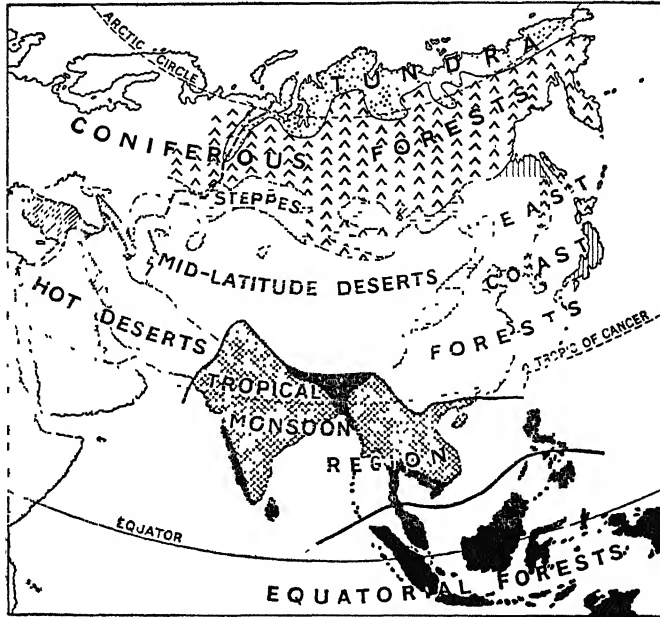 ARCTIC CIRCLE
TUNDRA
CONIFEROUS FORESTS
STEPPES
EAST
MID-LATITUDE DESERTS
COAST
HOT DESERTS
FORESTS
TROPIC OF CANCER
TROPICAL
MONSOON
REGION
EQUATOR
EQUATORIAL FORESTS